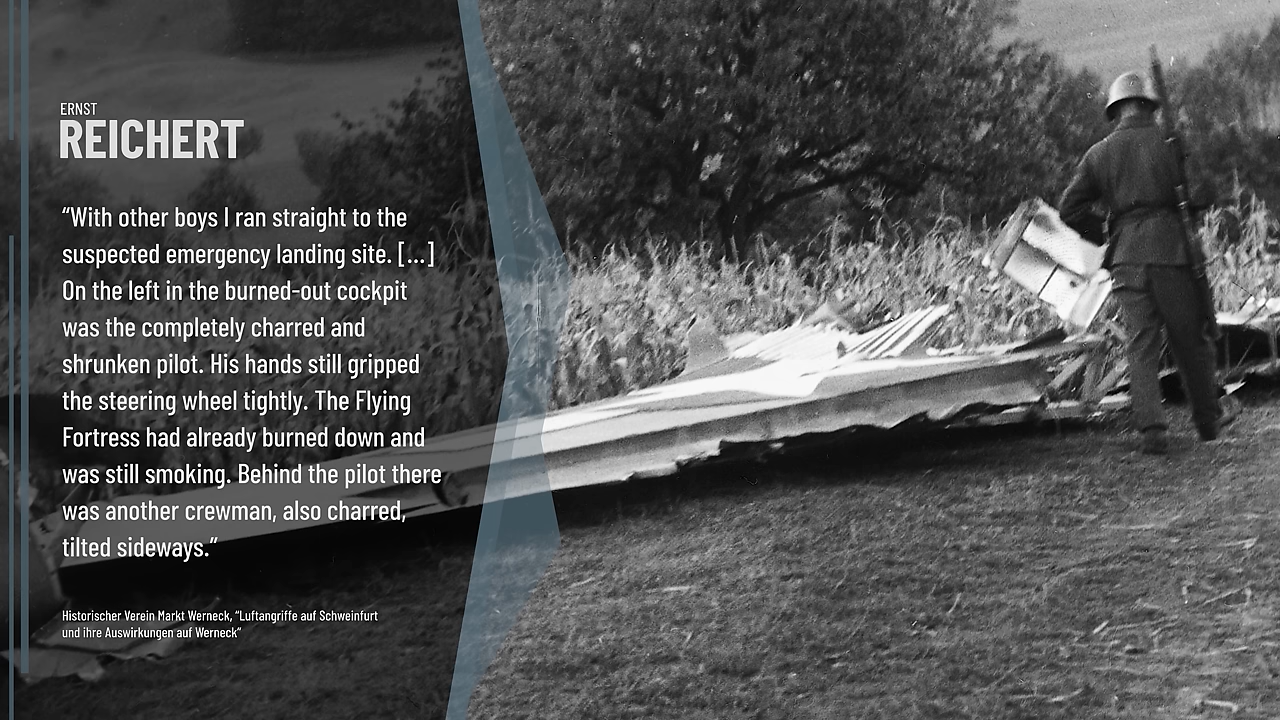 ERNST
REICHERT
“With other boys I ran straight to the
suspected emergency landing site. [...]
On the left in the burned-out cockpit
was the completely charred and
shrunken pilot. His hands still gripped
the steering wheel tightly. The Flying
Fortress had already burned down and
was still smoking. Behind the pilot there
was another crewman, also charred,
tilted sideways.”
Historischer Verein Markt Werneck, “Luftangriffe auf Schweinfurt
und ihre Auswirkungen auf Werneck”